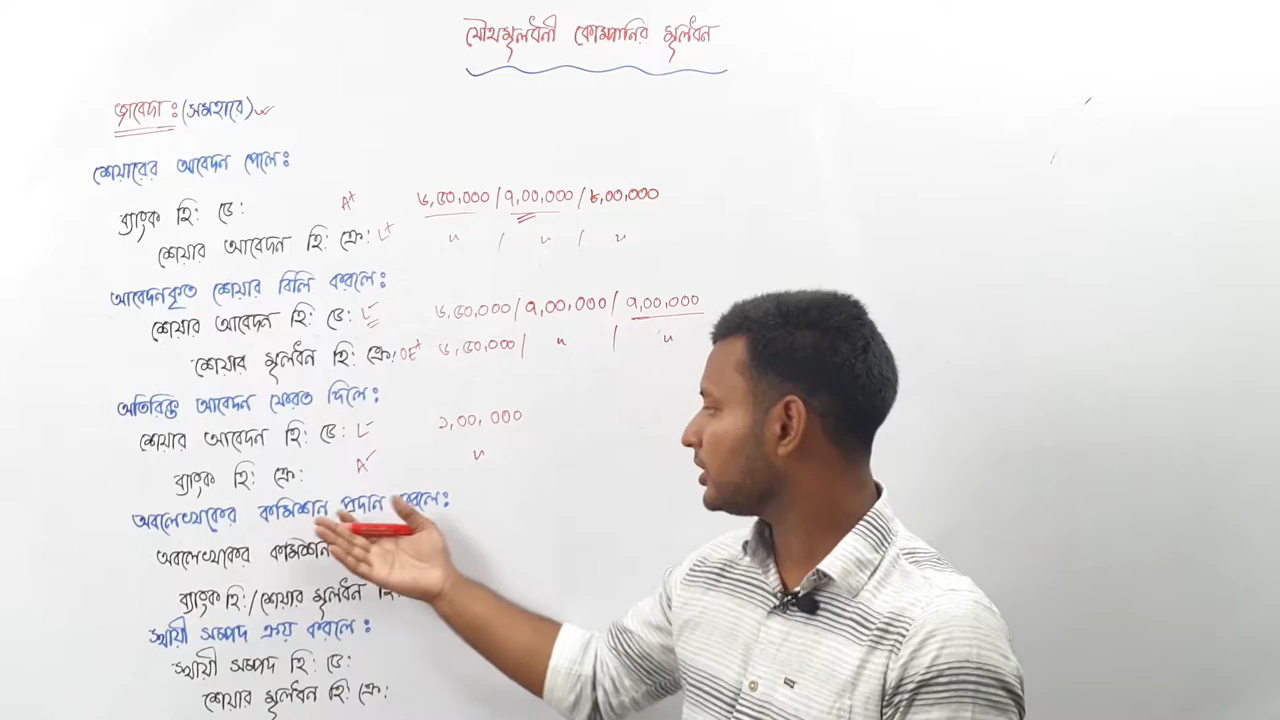 যৌথমূলধনী কোম্পানির মূলধন
জাবেদা : (সমহারে)
শেয়ারের আবেদন পেলে :
ব্যাংক হি: ডে: A+ ৬,৫০,০০০ / ৭,০০,০০০ / ৮,০০,০০০
শেয়ার আবেদন হি: ক্রে: L+ " / " / "
আবেদনকৃত শেয়ার বিলি করলে :
শেয়ার আবেদন হি: ডে: L- ৬,৫০,০০০ / ৭,০০,০০০ / ৭,০০,০০০
শেয়ার মূলধন হি: ক্রে: OE+ ৬,৫০,০০০ / " / "
অতিরিক্ত আবেদন ফেরত দিলে :
শেয়ার আবেদন হি: ডে: L- ১,০০,০০০
ব্যাংক হি: ক্রে: A- "
অবলেখকের কমিশন প্রদান করলে :
অবলেখকের কমিশন
ব্যাংক হি: / শেয়ার মূলধন হি:
স্থায়ী সম্পদ ক্রয় করলে :
স্থায়ী সম্পদ হি: ডে:
শেয়ার মূলধন হি: ক্রে: